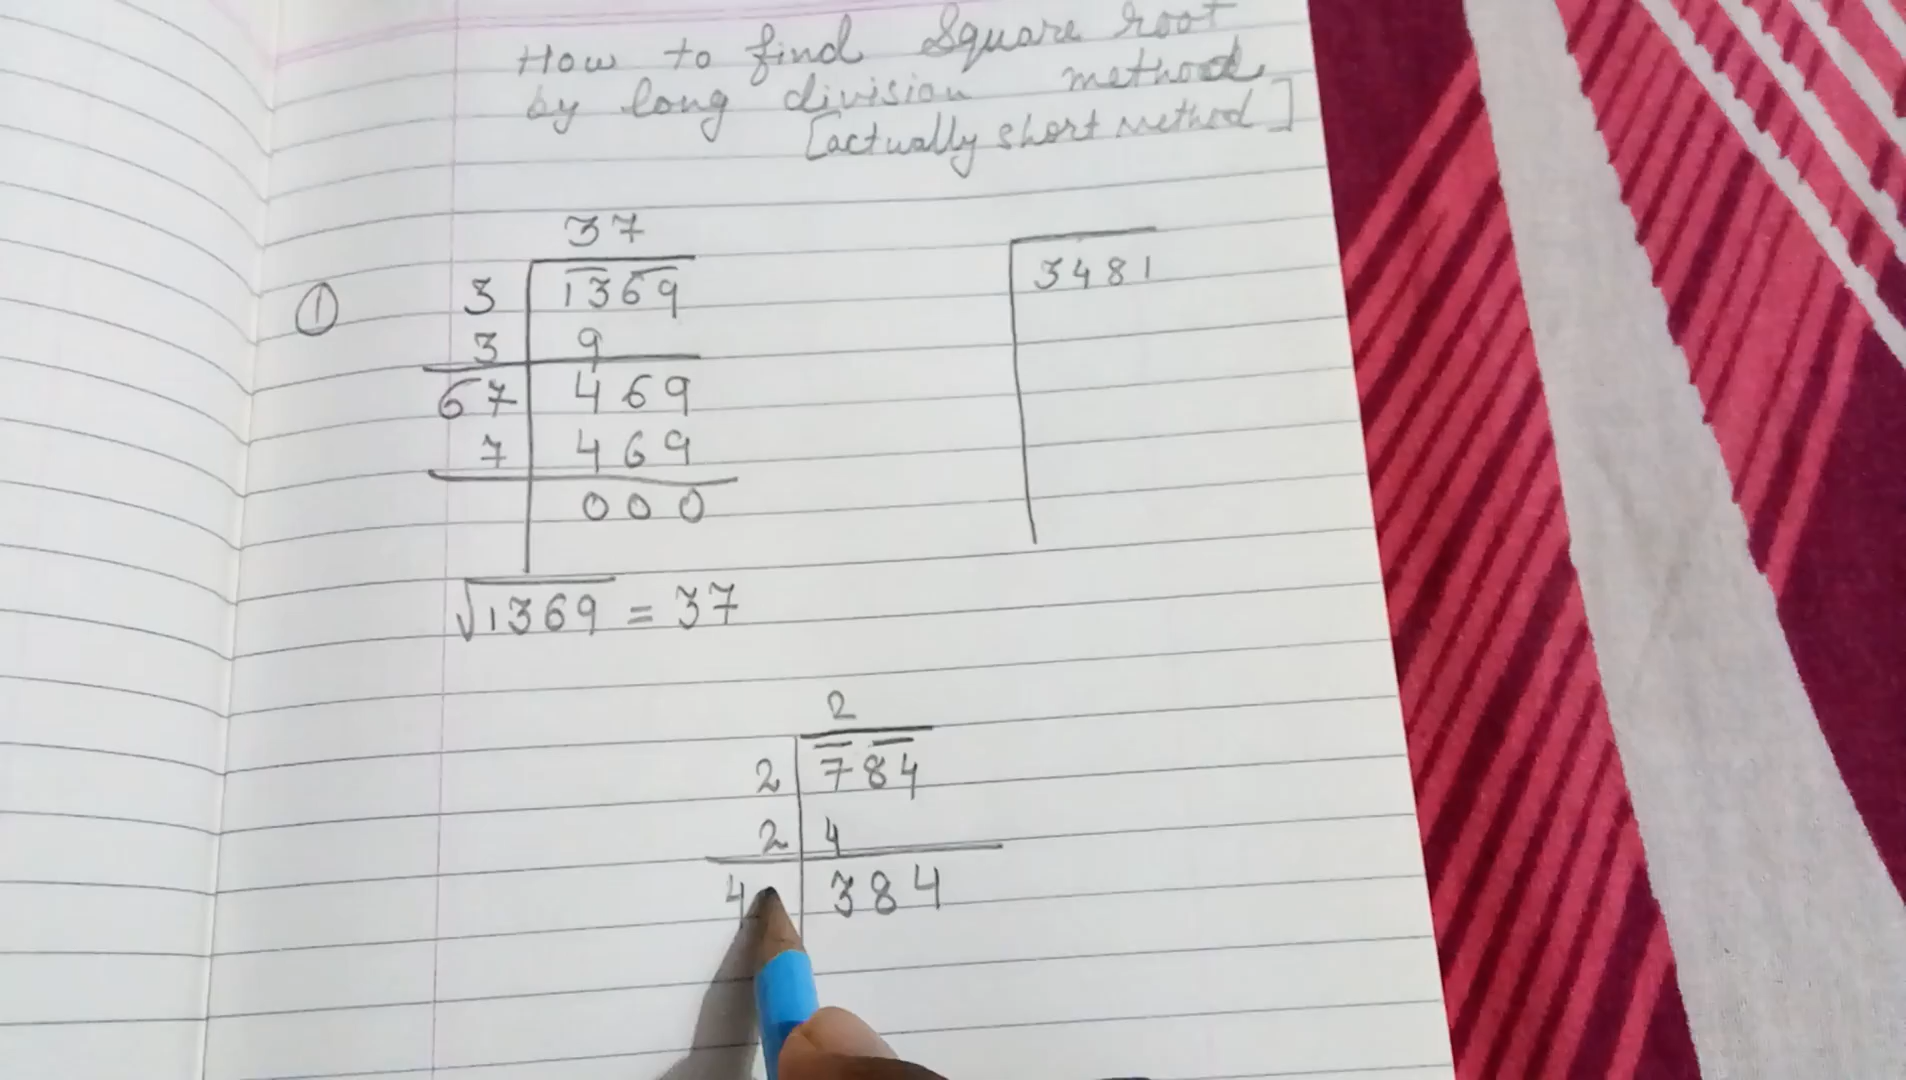 How to find Square root
by long division method
[actually short method]
37
① 3 1369
3 9
67 469
7 469
000
√1369 = 37
3481
2
2 784
2 4
4 384